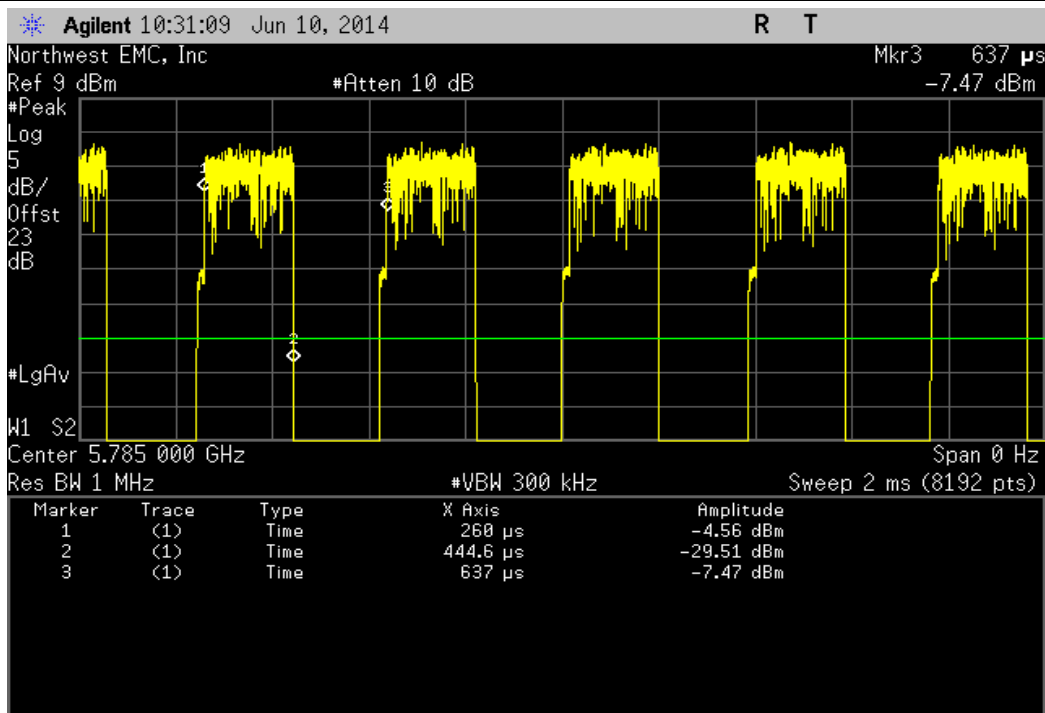 Agilent 10:31:09 Jun 10, 2014 R T
Northwest EMC, Inc Mkr3 637 µs
Ref 9 dBm #Atten 10 dB -7.47 dBm
#Peak
Log
5
dB/
Offst
23
dB
1
3
2
#LgAv
W1 S2
Center 5.785 000 GHz Span 0 Hz
Res BW 1 MHz #VBW 300 kHz Sweep 2 ms (8192 pts)
Marker Trace Type X Axis Amplitude
1 (1) Time 260 µs -4.56 dBm
2 (1) Time 444.6 µs -29.51 dBm
3 (1) Time 637 µs -7.47 dBm